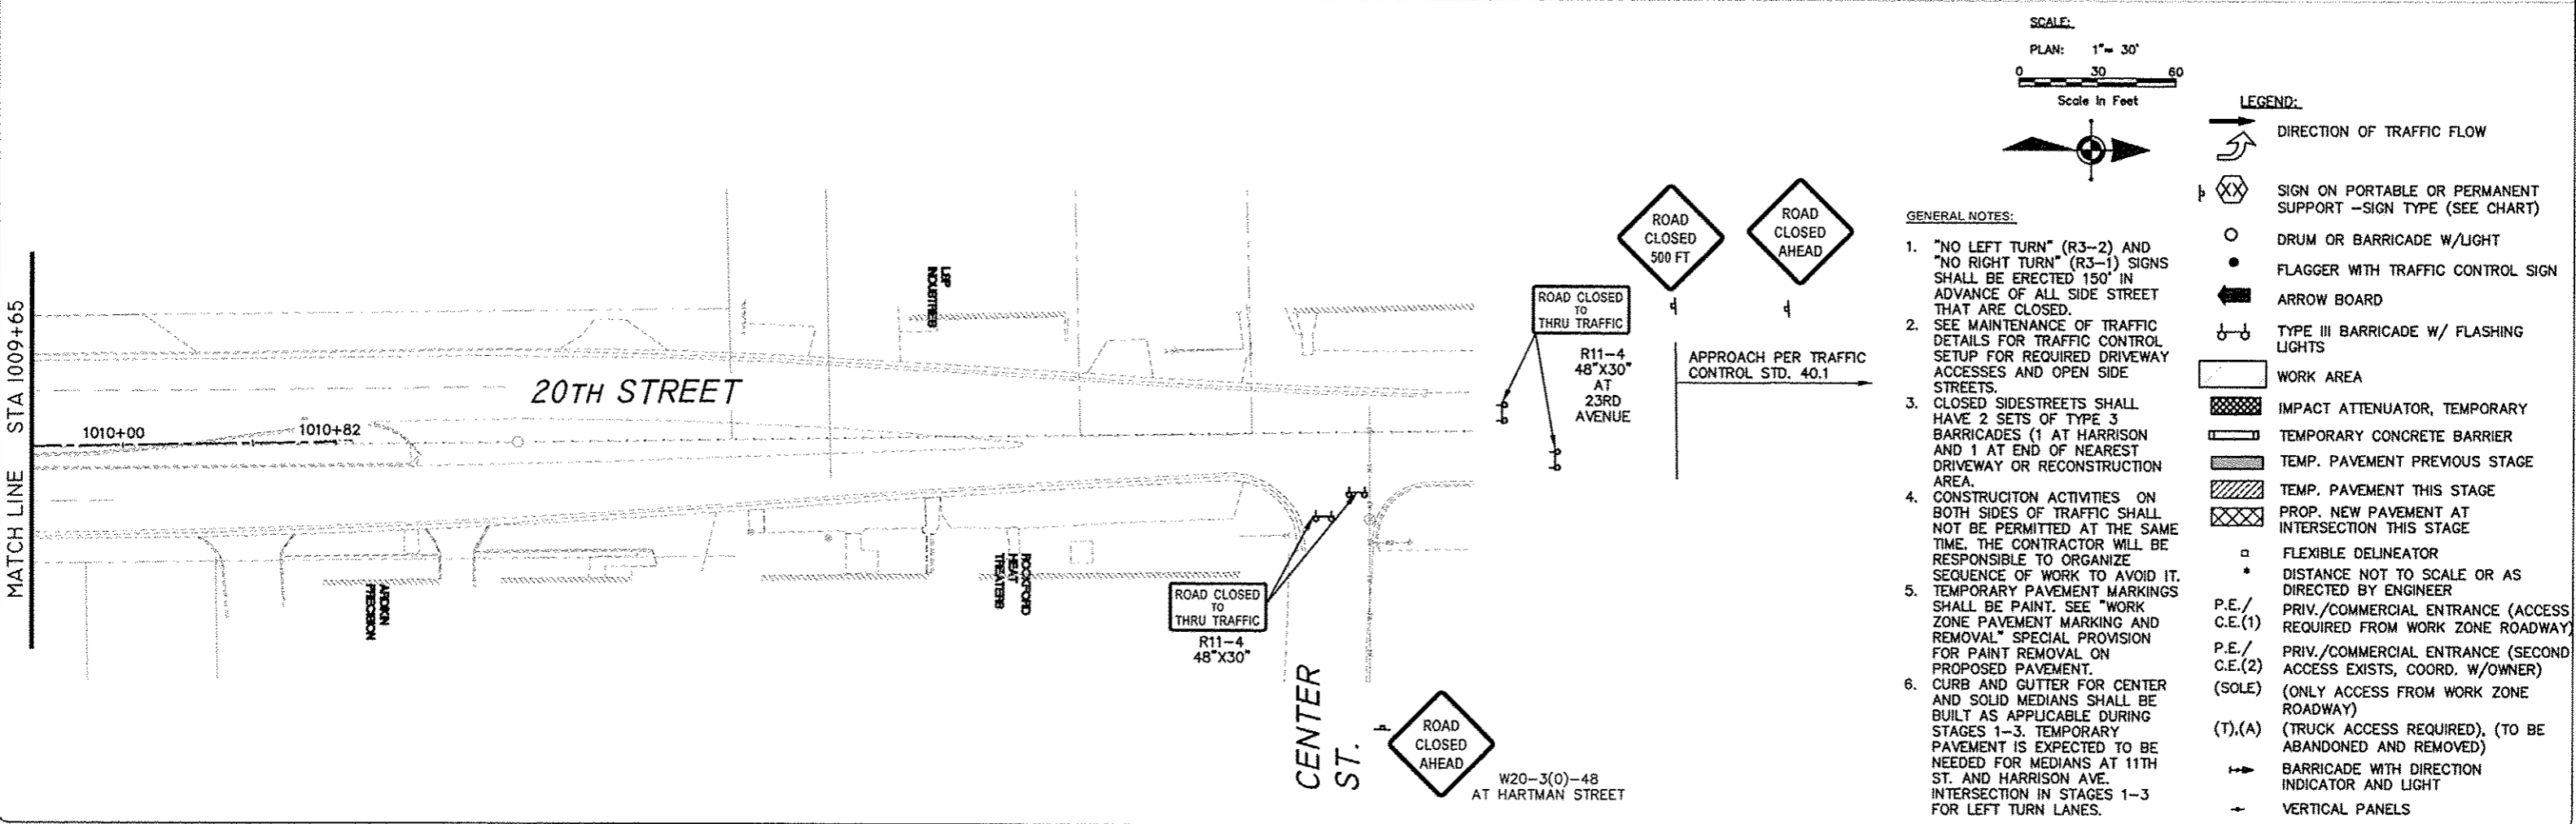 SCALE:
PLAN: 1"= 30'
0 30 60
Scale In Feet
MATCH LINE STA 1009+65
1010+00
1010+82
20TH STREET
ROCKFORD
HEAT
TREATERS
CENTER
ST.
ROAD CLOSED
TO
THRU TRAFFIC
R11-4
48"X30"
ROAD
CLOSED
AHEAD
W20-3(0)-48
AT HARTMAN STREET
ROAD CLOSED
TO
THRU TRAFFIC
R11-4
48"X30"
AT
23RD
AVENUE
ROAD
CLOSED
500 FT
ROAD
CLOSED
AHEAD
APPROACH PER TRAFFIC
CONTROL STD. 40.1
GENERAL NOTES:
1. "NO LEFT TURN" (R3-2) AND
"NO RIGHT TURN" (R3-1) SIGNS
SHALL BE ERECTED 150' IN
ADVANCE OF ALL SIDE STREET
THAT ARE CLOSED.
2. SEE MAINTENANCE OF TRAFFIC
DETAILS FOR TRAFFIC CONTROL
SETUP FOR REQUIRED DRIVEWAY
ACCESSES AND OPEN SIDE
STREETS.
3. CLOSED SIDESTREETS SHALL
HAVE 2 SETS OF TYPE 3
BARRICADES (1 AT HARRISON
AND 1 AT END OF NEAREST
DRIVEWAY OR RECONSTRUCTION
AREA.
4. CONSTRUCITON ACTIVITIES ON
BOTH SIDES OF TRAFFIC SHALL
NOT BE PERMITTED AT THE SAME
TIME. THE CONTRACTOR WILL BE
RESPONSIBLE TO ORGANIZE
SEQUENCE OF WORK TO AVOID IT.
5. TEMPORARY PAVEMENT MARKINGS
SHALL BE PAINT. SEE "WORK
ZONE PAVEMENT MARKING AND
REMOVAL" SPECIAL PROVISION
FOR PAINT REMOVAL ON
PROPOSED PAVEMENT.
6. CURB AND GUTTER FOR CENTER
AND SOLID MEDIANS SHALL BE
BUILT AS APPLICABLE DURING
STAGES 1-3. TEMPORARY
PAVEMENT IS EXPECTED TO BE
NEEDED FOR MEDIANS AT 11TH
ST. AND HARRISON AVE.
INTERSECTION IN STAGES 1-3
FOR LEFT TURN LANES.
LEGEND:
DIRECTION OF TRAFFIC FLOW
XX SIGN ON PORTABLE OR PERMANENT
SUPPORT -SIGN TYPE (SEE CHART)
DRUM OR BARRICADE W/LIGHT
FLAGGER WITH TRAFFIC CONTROL SIGN
ARROW BOARD
TYPE III BARRICADE W/ FLASHING
LIGHTS
WORK AREA
IMPACT ATTENUATOR, TEMPORARY
TEMPORARY CONCRETE BARRIER
TEMP. PAVEMENT PREVIOUS STAGE
TEMP. PAVEMENT THIS STAGE
PROP. NEW PAVEMENT AT
INTERSECTION THIS STAGE
FLEXIBLE DELINEATOR
* DISTANCE NOT TO SCALE OR AS
DIRECTED BY ENGINEER
P.E./ PRIV./COMMERCIAL ENTRANCE (ACCESS
C.E.(1) REQUIRED FROM WORK ZONE ROADWAY)
P.E./ PRIV./COMMERCIAL ENTRANCE (SECOND
C.E.(2) ACCESS EXISTS, COORD. W/OWNER)
(SOLE) (ONLY ACCESS FROM WORK ZONE
ROADWAY)
(T),(A) (TRUCK ACCESS REQUIRED), (TO BE
ABANDONED AND REMOVED)
BARRICADE WITH DIRECTION
INDICATOR AND LIGHT
VERTICAL PANELS